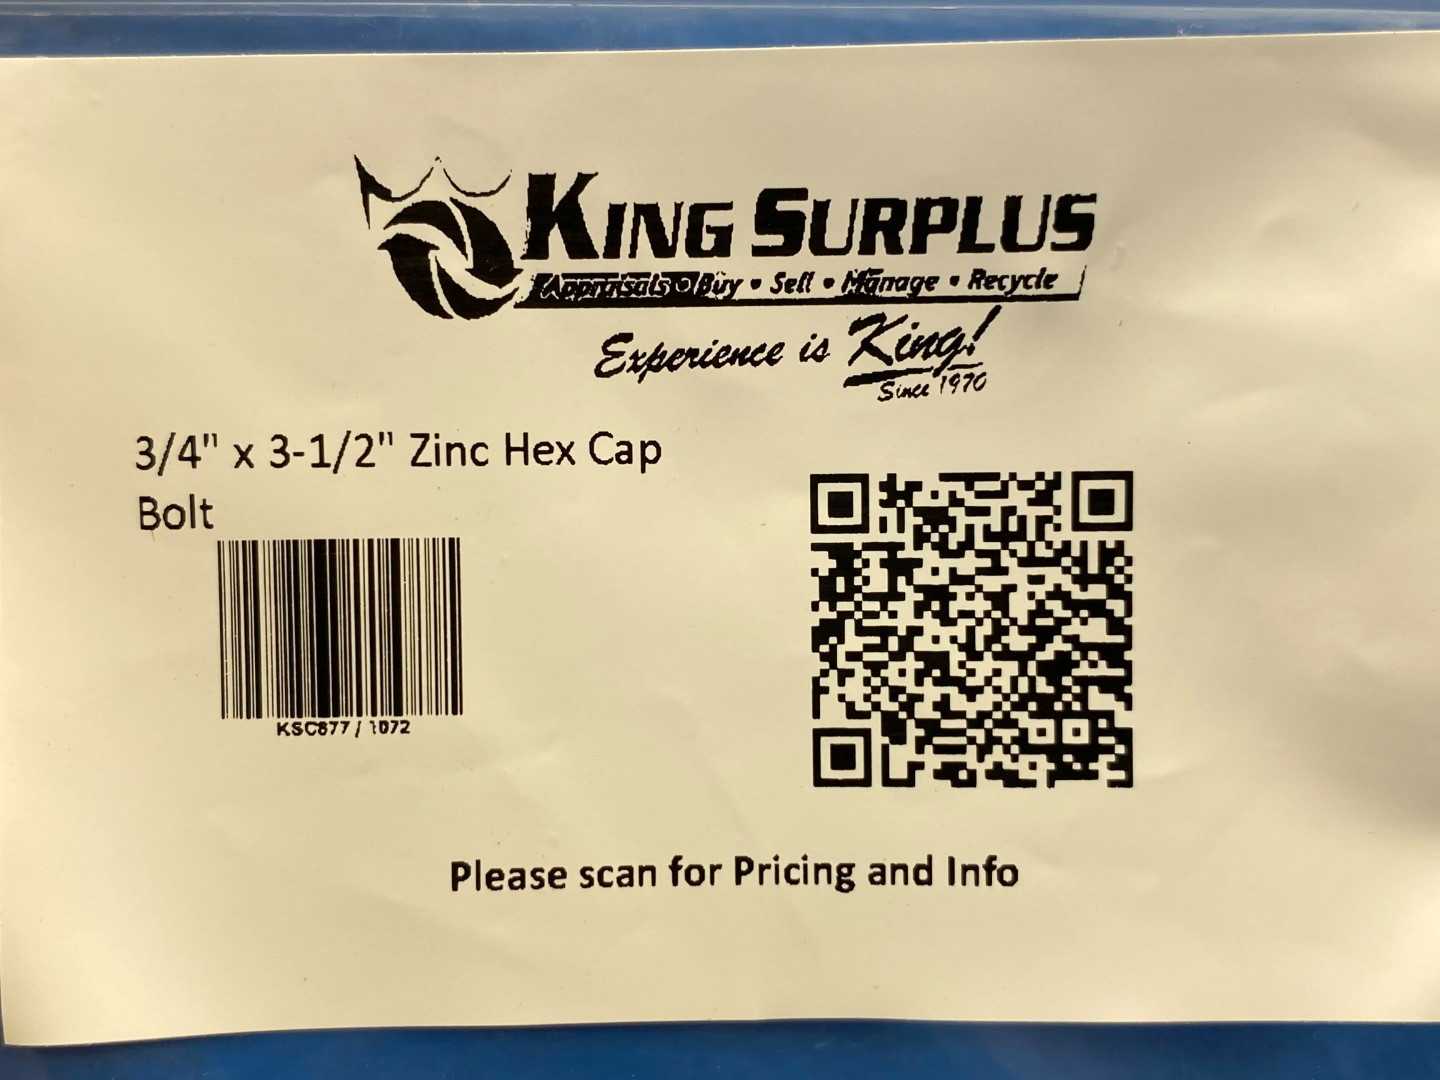 KING SURPLUS
Appraisals • Buy • Sell • Manage • Recycle
Experience is King!
Since 1970
3/4" x 3-1/2" Zinc Hex Cap
Bolt
KSC877 / 1072
Please scan for Pricing and Info